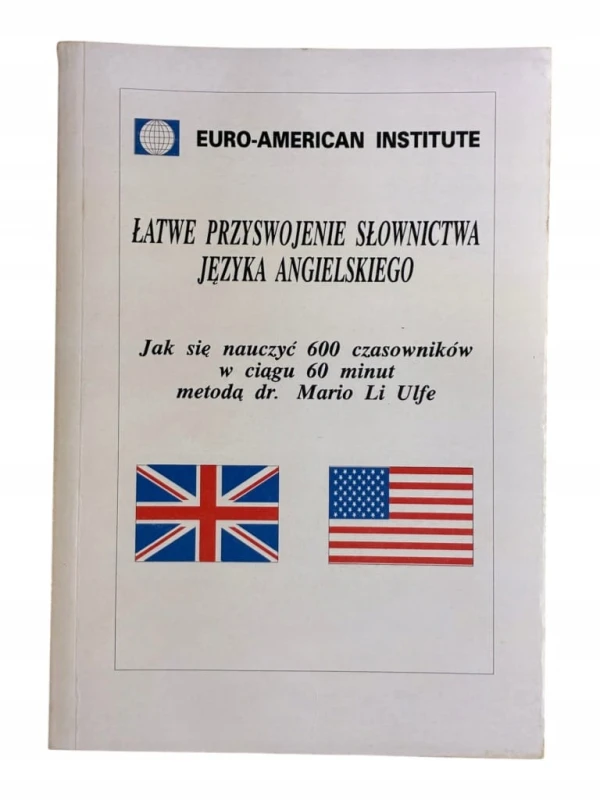 EURO-AMERICAN INSTITUTE
ŁATWE PRZYSWOJENIE SŁOWNICTWA
JĘZYKA ANGIELSKIEGO
Jak się nauczyć 600 czasowników
w ciągu 60 minut
metodą dr. Mario Li Ulfe